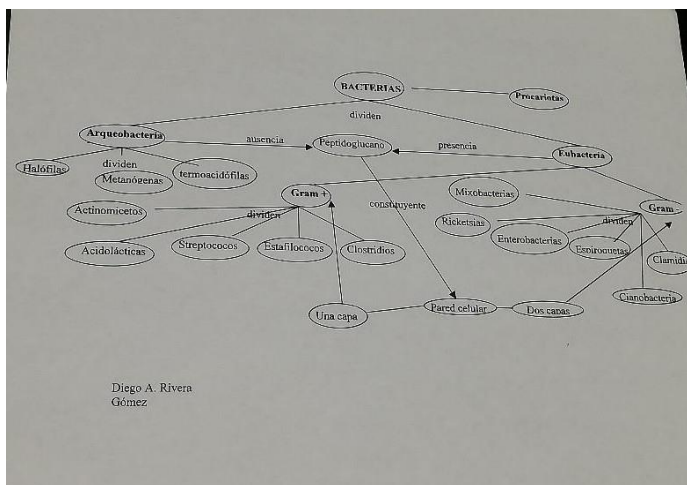 BACTERIAS
Procariotas
dividen
Arqueobacteria
ausencia
Peptidoglucano
presencia
Eubacteria
Halófilas
dividen
Metanógenas
termoacidófilas
Gram +
constituyente
Mixobacterias
Gram -
Actinomicetos
dividen
Ricketsias
dividen
Enterobacterias
Espiroquetas
Acidolácticas
Streptococos
Estafilococos
Clostridios
Clamidia
Cianobacteria
Una capa
Pared celular
Dos capas
Diego A. Rivera
Gómez